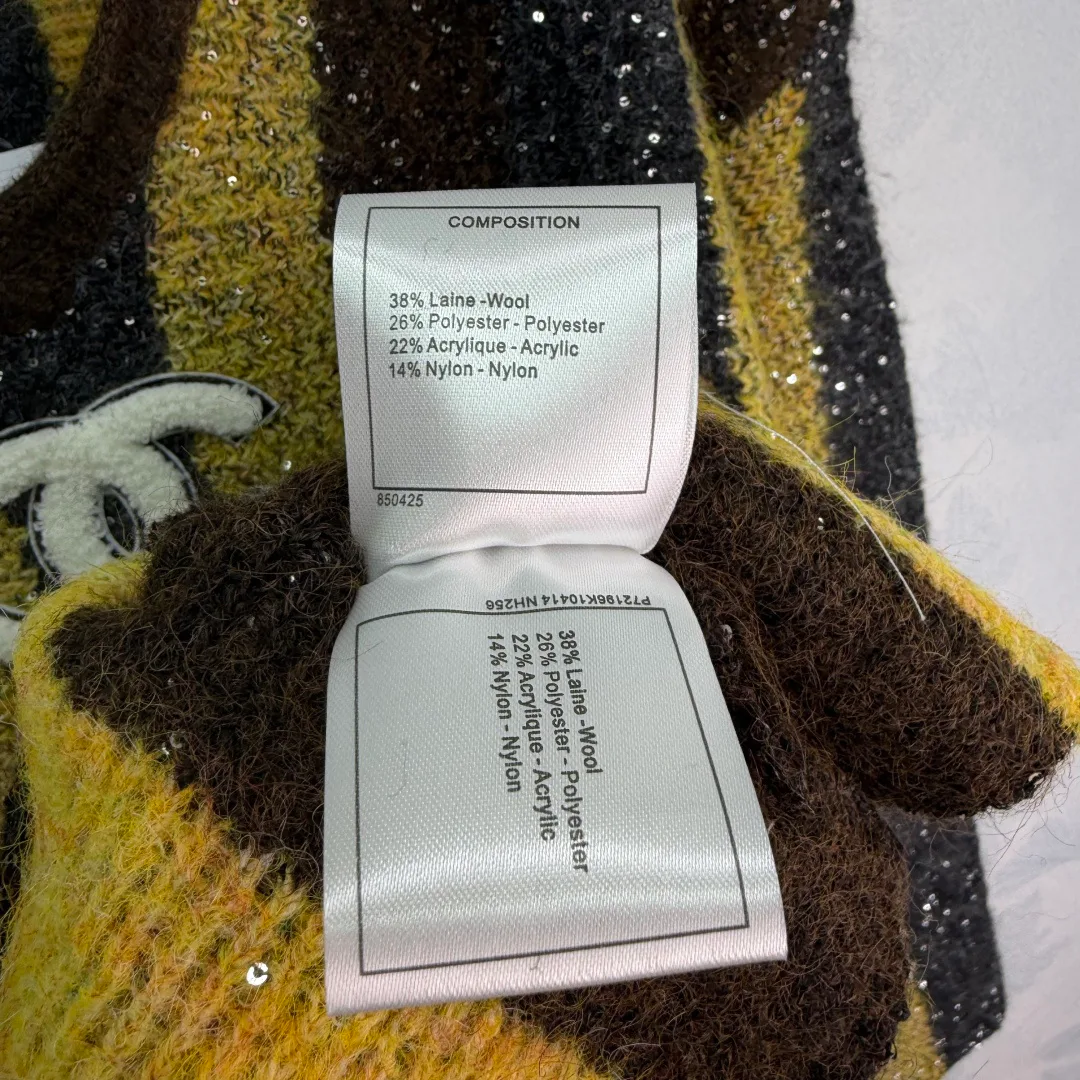 COMPOSITION
38% Laine -Wool
26% Polyester - Polyester
22% Acrylique - Acrylic
14% Nylon - Nylon
850425
P72196K10414 NH256
38% Laine -Wool
26% Polyester - Polyester
22% Acrylique - Acrylic
14% Nylon - Nylon